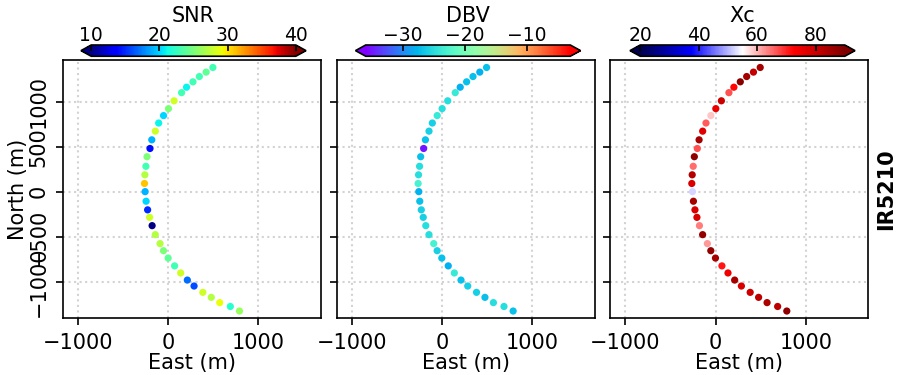 SNR DBV Xc
10 20 30 40 −30 −20 −10 20 40 60 80
1000
500
0
−500
−1000
North (m)
IR5210
−1000 0 1000 −1000 0 1000 −1000 0 1000
East (m) East (m) East (m)